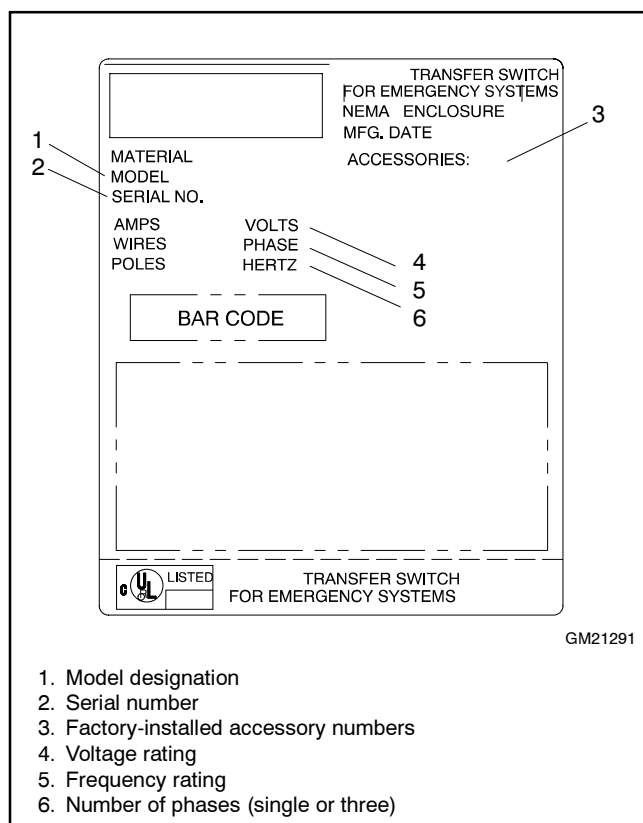 TRANSFER SWITCH
FOR EMERGENCY SYSTEMS
NEMA ENCLOSURE
MFG. DATE
3
1
MATERIAL
ACCESSORIES:
2
MODEL
SERIAL NO.
AMPS VOLTS
WIRES PHASE
POLES HERTZ
4
5
6
BAR CODE
C UL LISTED
TRANSFER SWITCH
FOR EMERGENCY SYSTEMS
GM21291
1. Model designation
2. Serial number
3. Factory-installed accessory numbers
4. Voltage rating
5. Frequency rating
6. Number of phases (single or three)